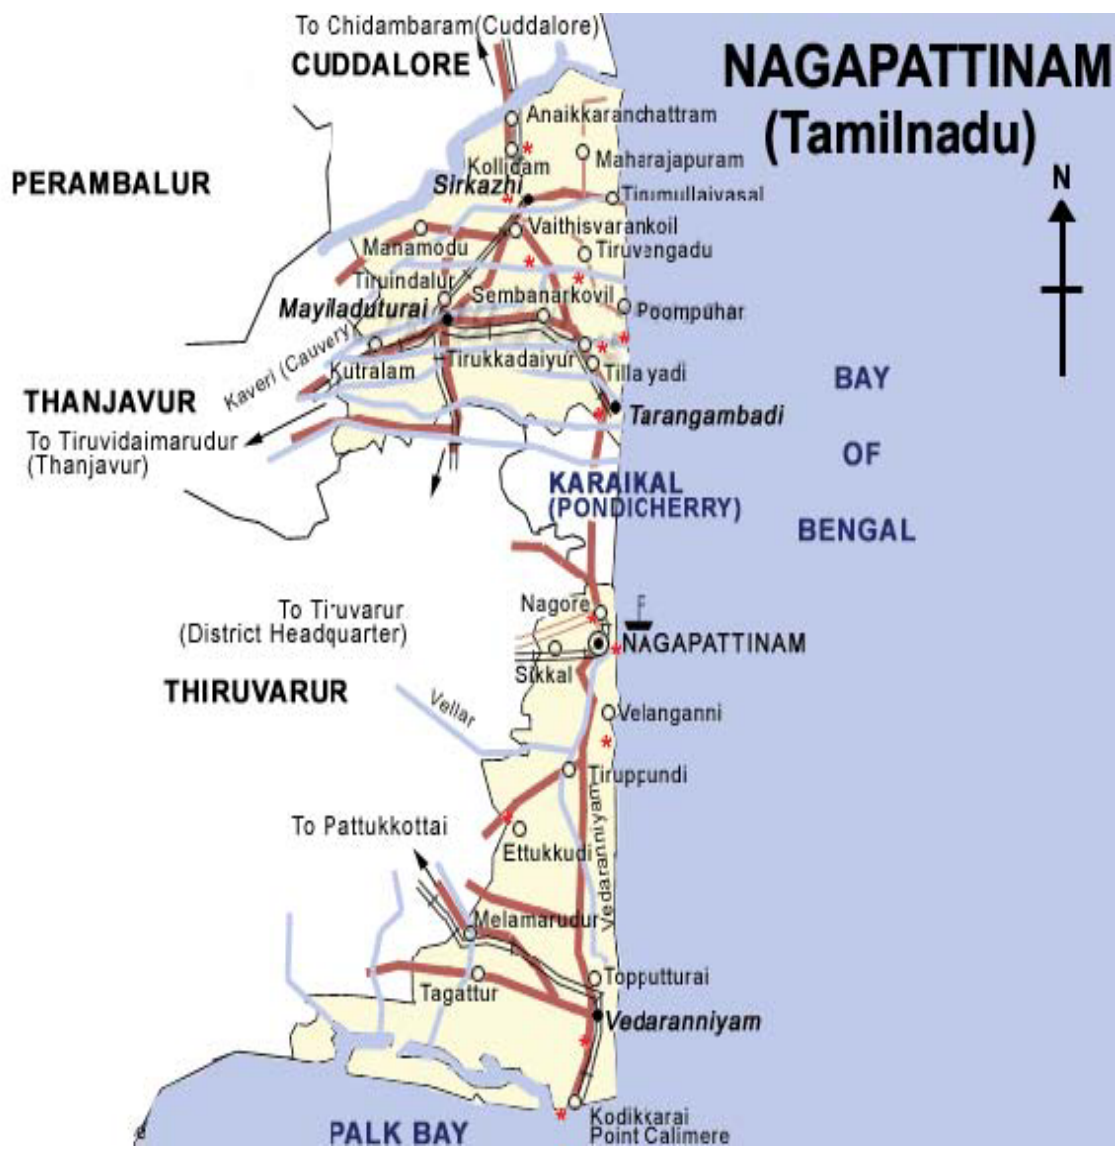 To Chidambaram(Cuddalore)
CUDDALORE
NAGAPATTINAM
(Tamilnadu)
Anaikkaranchattram
Maharajapuram
Kollidam
PERAMBALUR
Sirkazhi
N
Tirumullaivasal
Vaithisvarankoil
Manamodu
Tiruvengadu
Tiruindalur
Sembanarkovil
Mayiladuturai
Poompuhar
Kaveri (Cauvery)
Kutralam
Tirukkadaiyur
Tillayadi
BAY
THANJAVUR
Tarangambadi
To Tiruvidaimarudur
(Thanjavur)
OF
KARAIKAL
(PONDICHERRY)
BENGAL
Nagore
To Tiruvarur
(District Headquarter)
NAGAPATTINAM
Sikkal
THIRUVARUR
Vellar
Velanganni
Tiruppundi
Vedaranniyam
To Pattukkottai
Ettukkudi
Melamarudur
Topputturai
Tagattur
Vedaranniyam
Kodikkarai
Point Calimere
PALK BAY